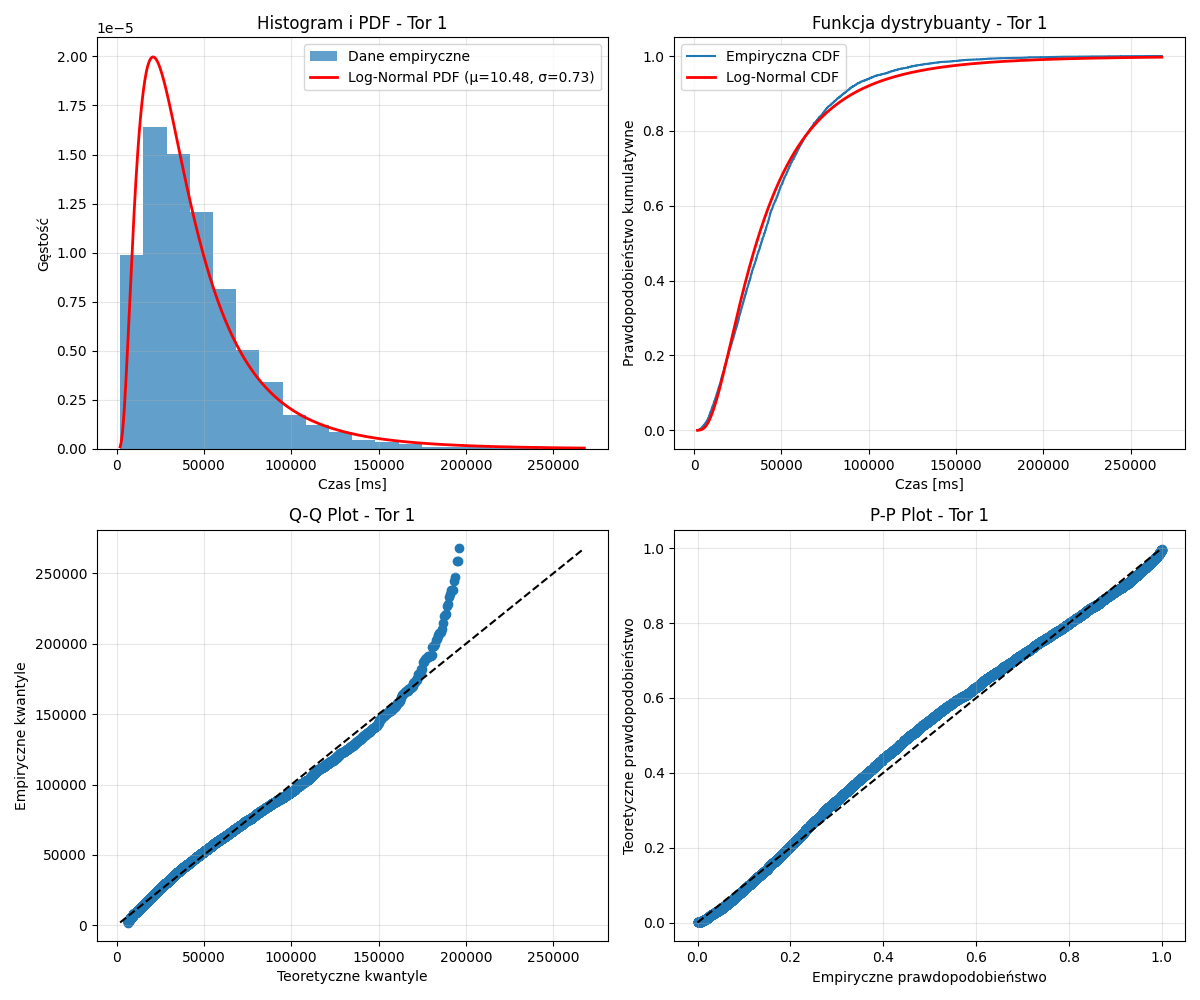 Histogram i PDF - Tor 1
1e−5
Dane empiryczne
Log-Normal PDF (μ=10.48, σ=0.73)
2.00
1.75
1.50
1.25
1.00
0.75
0.50
0.25
0.00
Gęstość
0 50000 100000 150000 200000 250000
Czas [ms]
Funkcja dystrybuanty - Tor 1
Empiryczna CDF
Log-Normal CDF
1.0
0.8
0.6
0.4
0.2
0.0
Prawdopodobieństwo kumulatywne
0 50000 100000 150000 200000 250000
Czas [ms]
Q-Q Plot - Tor 1
250000
200000
150000
100000
50000
0
Empiryczne kwantyle
0 50000 100000 150000 200000 250000
Teoretyczne kwantyle
P-P Plot - Tor 1
1.0
0.8
0.6
0.4
0.2
0.0
Teoretyczne prawdopodobieństwo
0.0 0.2 0.4 0.6 0.8 1.0
Empiryczne prawdopodobieństwo